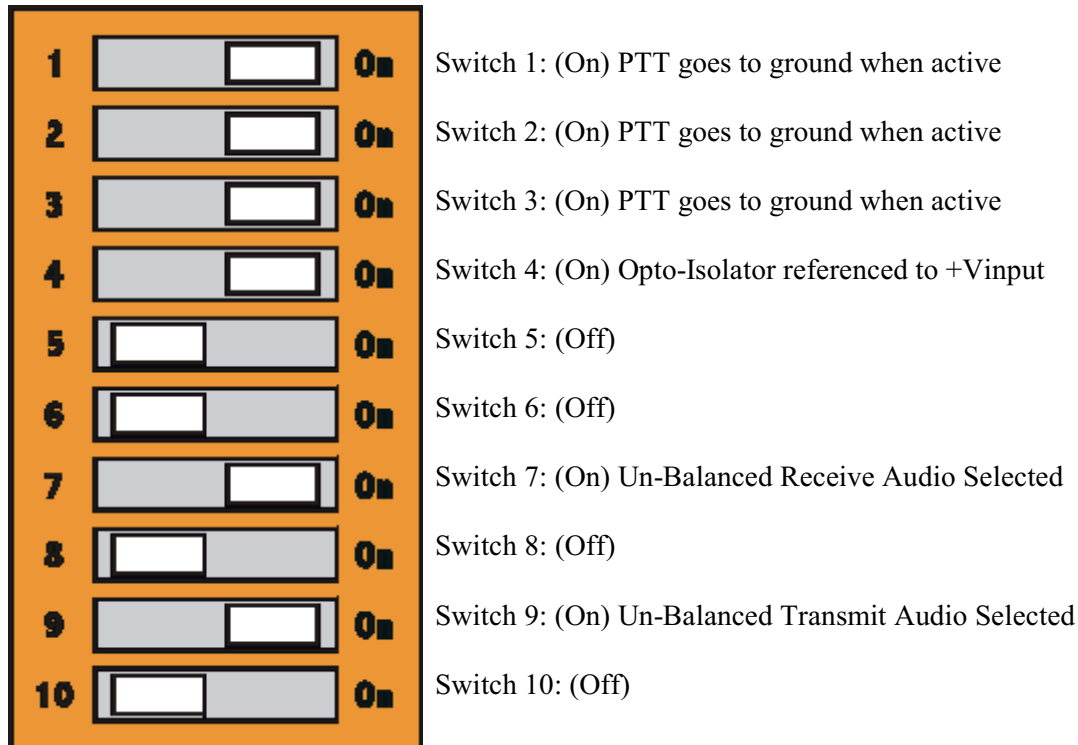 1 On Switch 1: (On) PTT goes to ground when active
2 On Switch 2: (On) PTT goes to ground when active
3 On Switch 3: (On) PTT goes to ground when active
4 On Switch 4: (On) Opto-Isolator referenced to +Vinput
5 On Switch 5: (Off)
6 On Switch 6: (Off)
7 On Switch 7: (On) Un-Balanced Receive Audio Selected
8 On Switch 8: (Off)
9 On Switch 9: (On) Un-Balanced Transmit Audio Selected
10 On Switch 10: (Off)